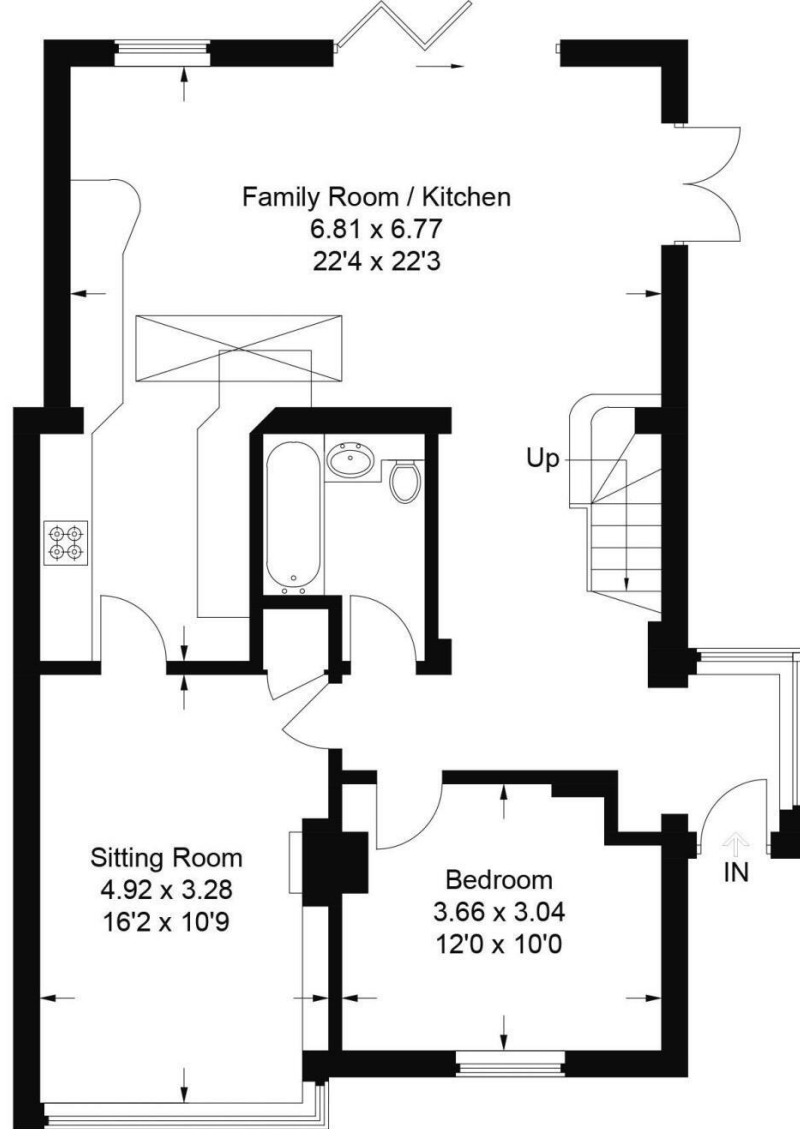 Family Room / Kitchen
6.81 x 6.77
22'4 x 22'3
Up
Sitting Room
4.92 x 3.28
16'2 x 10'9
Bedroom
3.66 x 3.04
12'0 x 10'0
IN